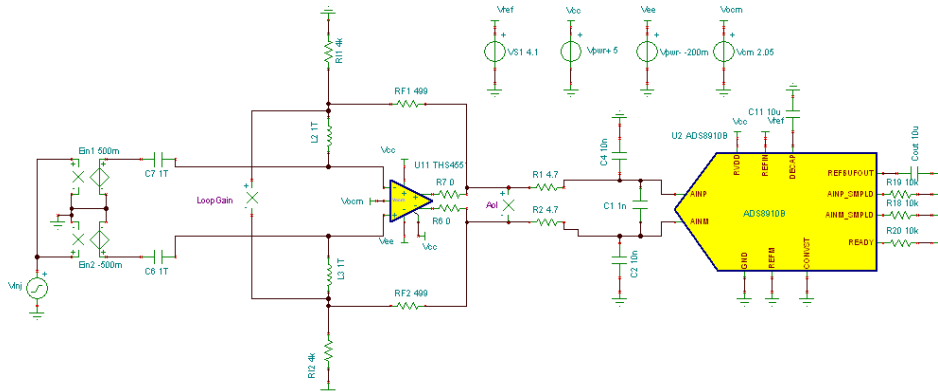 Vref
Vcc
Vee
Vocm
VS1 4.1
Vpwr+ 5
Vpwr- -200m
Vcm 2.05
RI1 4k
RF1 499
L2 1T
C11 10u
Vcc
Vref
U2 ADS8910B
Cout 10u
C4 10n
Ein1 500m
C7 1T
Vcc
U11 THS4551
RVDD
REFIN
DECAP
REFBUFOUT
R7 0
R1 4.7
R19 10k
AINP
AINP_SMPLD
LoopGain
Vocm
Aol
C1 1n
R18 10k
ADS8910B
AINM_SMPLD
R6 0
R2 4.7
AINM
R20 10k
READY
Vee
Vcc
Ein2 -500m
C6 1T
L3 1T
C2 10n
GND
REFM
CONVST
VInj
RF2 499
RI2 4k